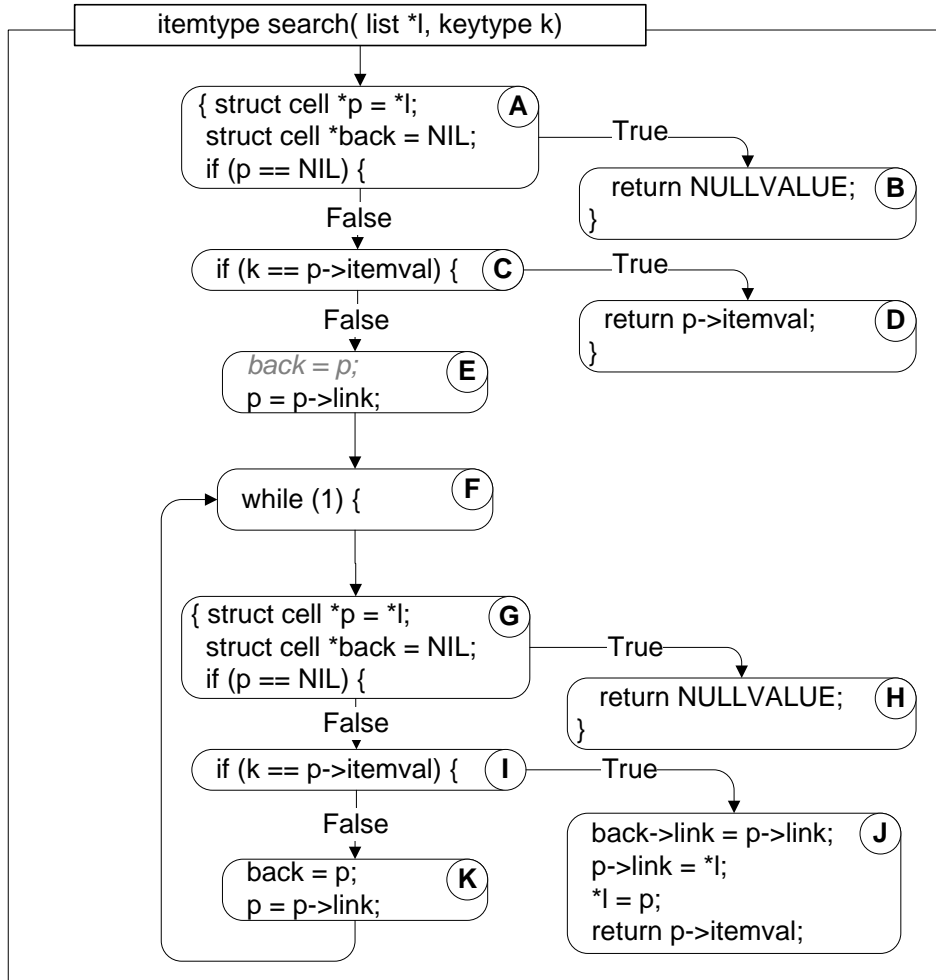 itemtype search( list *l, keytype k)
{ struct cell *p = *l;
struct cell *back = NIL;
if (p == NIL) {
A
True
return NULLVALUE;
}
B
False
if (k == p->itemval) {
C
True
return p->itemval;
}
D
False
back = p;
p = p->link;
E
while (1) {
F
{ struct cell *p = *l;
struct cell *back = NIL;
if (p == NIL) {
G
True
return NULLVALUE;
}
H
False
if (k == p->itemval) {
I
True
back->link = p->link;
p->link = *l;
*l = p;
return p->itemval;
J
False
back = p;
p = p->link;
K